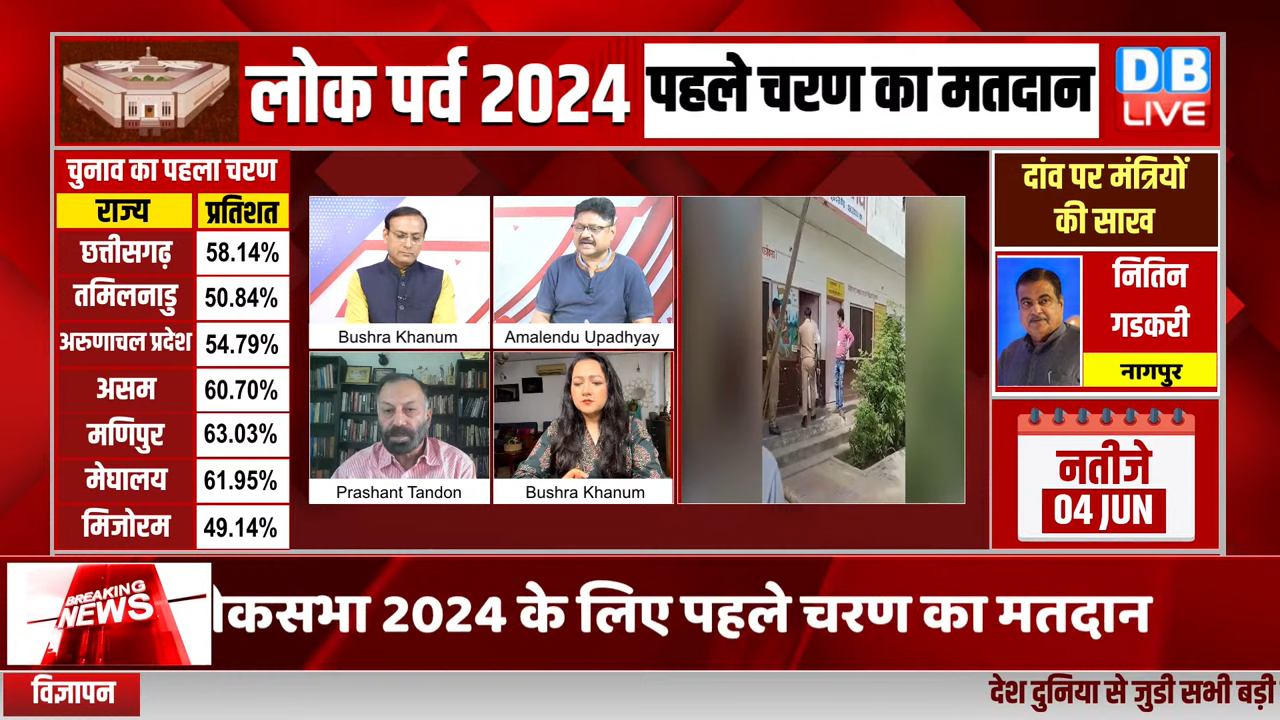 लोक पर्व 2024
पहले चरण का मतदान
DB
LIVE
चुनाव का पहला चरण
राज्य प्रतिशत
छत्तीसगढ़ 58.14%
तमिलनाडु 50.84%
अरुणाचल प्रदेश 54.79%
असम 60.70%
मणिपुर 63.03%
मेघालय 61.95%
मिजोरम 49.14%
Bushra Khanum
Amalendu Upadhyay
Prashant Tandon
Bushra Khanum
दांव पर मंत्रियों
की साख
नितिन
गडकरी
नागपुर
नतीजे
04 JUN
BREAKING
NEWS
ोकसभा 2024 के लिए पहले चरण का मतदान
विज्ञापन
देश दुनिया से जुडी सभी बड़ी